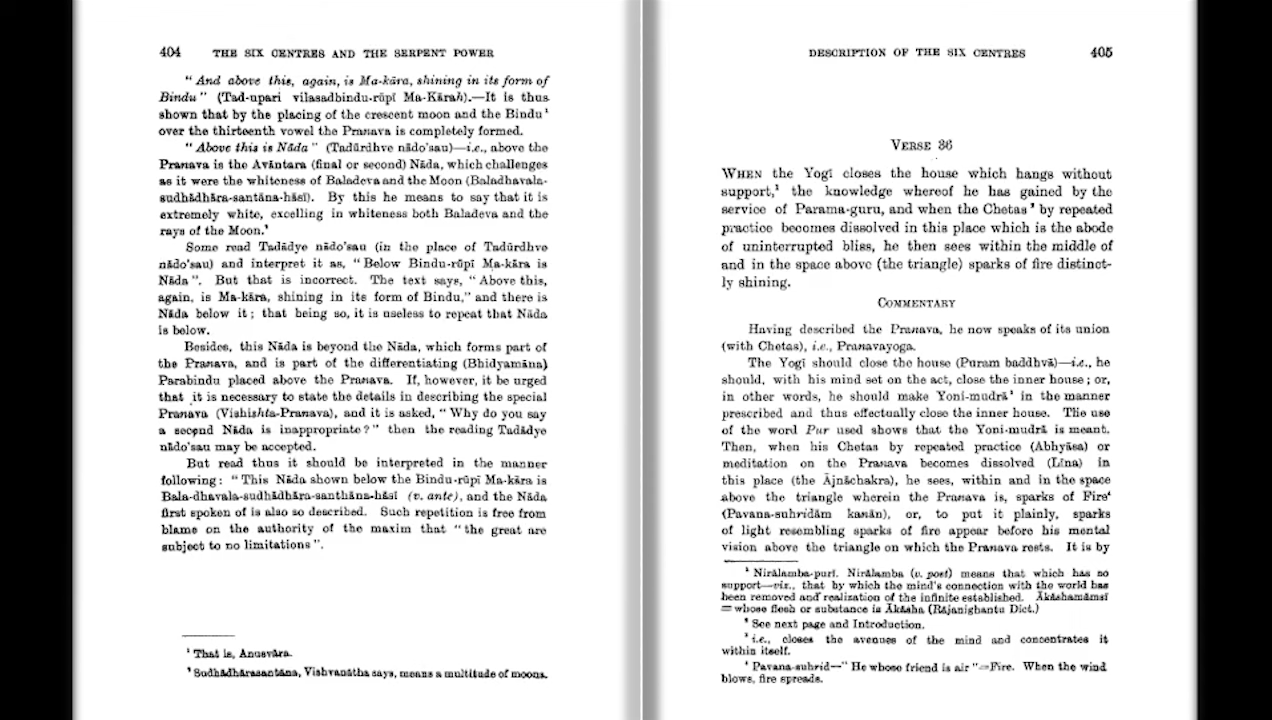 404 THE SIX CENTRES AND THE SERPENT POWER
" And above this, again, is Ma-kāra, shining in its form of
Bindu " (Tad-upari vilasadbindu-rūpī Ma-Kārah).—It is thus
shown that by the placing of the crescent moon and the Bindu¹
over the thirteenth vowel the Pranava is completely formed.
" Above this is Nāda " (Tadūrdhve nādo'sau)—i.e., above the
Pranava is the Avāntara (final or second) Nāda, which challenges
as it were the whiteness of Baladeva and the Moon (Baladhavala-
sudhādhāra-santāna-hāsī). By this he means to say that it is
extremely white, excelling in whiteness both Baladeva and the
rays of the Moon.²
Some read Tadādye nādo'sau (in the place of Tadūrdhve
nādo'sau) and interpret it as, " Below Bindu-rūpī Ma-kāra is
Nāda ". But that is incorrect. The text says, " Above this,
again, is Ma-kāra, shining in its form of Bindu," and there is
Nāda below it ; that being so, it is useless to repeat that Nāda
is below.
Besides, this Nāda is beyond the Nāda, which forms part of
the Pranava, and is part of the differentiating (Bhidyamāna)
Parabindu placed above the Pranava. If, however, it be urged
that it is necessary to state the details in describing the special
Pranava (Vishishta-Pranava), and it is asked, " Why do you say
a second Nāda is inappropriate ? " then the reading Tadādye
nādo'sau may be accepted.
But read thus it should be interpreted in the manner
following : " This Nāda shown below the Bindu-rūpī Ma-kāra is
Bala-dhavala-sudhādhāra-santhāna-hāsī (v. ante), and the Nāda
first spoken of is also so described. Such repetition is free from
blame on the authority of the maxim that " the great are
subject to no limitations ".
¹ That is, Anusvāra.
² Sudhādhārasantāna, Vishvanātha says, means a multitude of moons.
DESCRIPTION OF THE SIX CENTRES 405
VERSE 36
WHEN the Yogī closes the house which hangs without
support,¹ the knowledge whereof he has gained by the
service of Parama-guru, and when the Chetas² by repeated
practice becomes dissolved in this place which is the abode
of uninterrupted bliss, he then sees within the middle of
and in the space above (the triangle) sparks of fire distinct-
ly shining.
COMMENTARY
Having described the Pranava, he now speaks of its union
(with Chetas), i.e., Pranavayoga.
The Yogī should close the house (Puram baddhvā)—i.e., he
should, with his mind set on the act, close the inner house ; or,
in other words, he should make Yoni-mudrā³ in the manner
prescribed and thus effectually close the inner house. The use
of the word Pur used shows that the Yoni-mudrā is meant.
Then, when his Chetas by repeated practice (Abhyāsa) or
meditation on the Pranava becomes dissolved (Līna) in
this place (the Ājnāchakra), he sees, within and in the space
above the triangle wherein the Pranava is, sparks of Fire⁴
(Pavana-suhridām kanān), or, to put it plainly, sparks
of light resembling sparks of fire appear before his mental
vision above the triangle on which the Pranava rests. It is by
¹ Nirālamba-purī. Nirālamba (v. post) means that which has no
support—viz., that by which the mind's connection with the world has
been removed and realization of the infinite established. Ākāshamāmsī
= whose flesh or substance is Ākāsha (Rājanighantu Dict.)
² See next page and Introduction.
³ i.e., closes the avenues of the mind and concentrates it
within itself.
⁴ Pavana-suhrid—" He whose friend is air " = Fire. When the wind
blows, fire spreads.